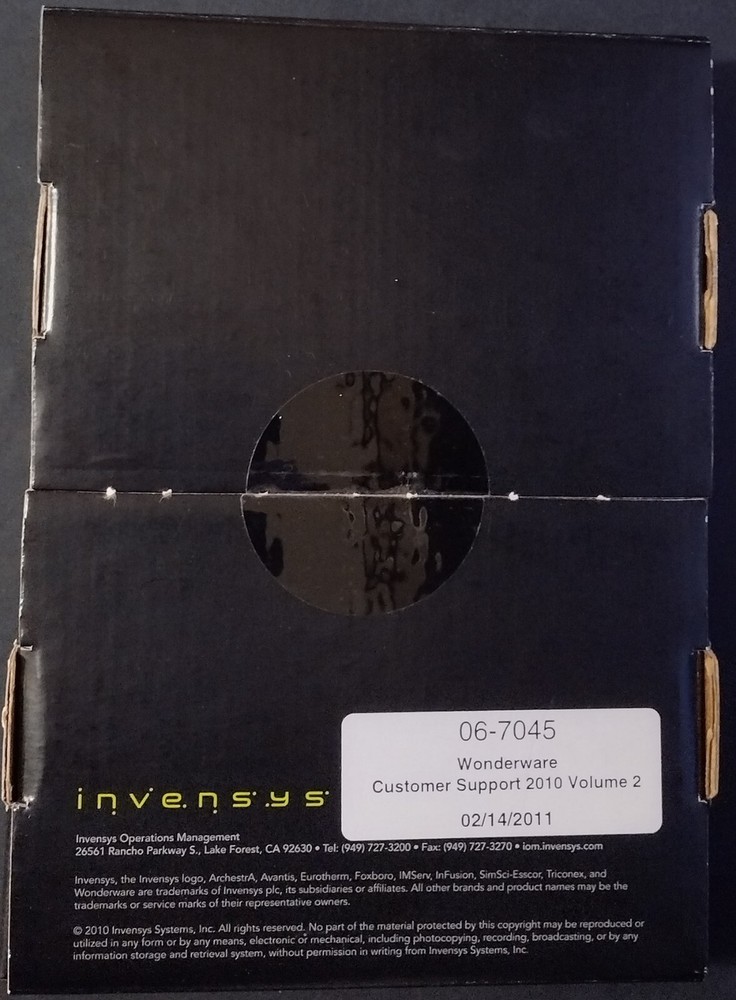 06-7045
Wonderware
Customer Support 2010 Volume 2
02/14/2011
invensys
Invensys Operations Management
26561 Rancho Parkway S., Lake Forest, CA 92630 • Tel: (949) 727-3200 • Fax: (949) 727-3270 • iom.invensys.com
Invensys, the Invensys logo, ArchestrA, Avantis, Eurotherm, Foxboro, IMServ, InFusion, SimSci-Esscor, Triconex, and
Wonderware are trademarks of Invensys plc, its subsidiaries or affiliates. All other brands and product names may be the
trademarks or service marks of their representative owners.
© 2010 Invensys Systems, Inc. All rights reserved. No part of the material protected by this copyright may be reproduced or
utilized in any form or by any means, electronic or mechanical, including photocopying, recording, broadcasting, or by any
information storage and retrieval system, without permission in writing from Invensys Systems, Inc.